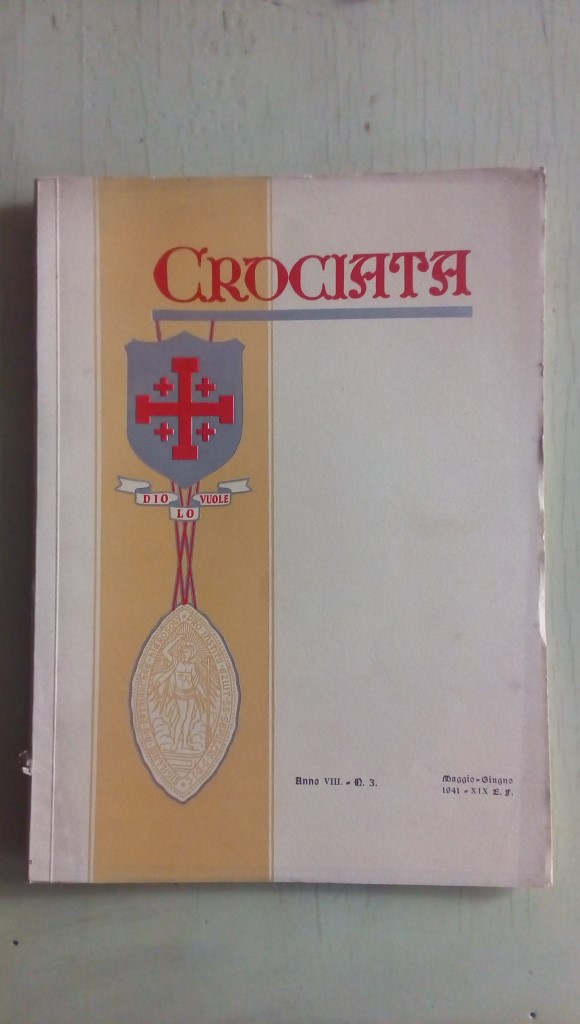 CROCIATA
DIO LO VUOLE
Anno VIII. - N. 3.
Maggio-Giugno
1941 - XIX E. F.